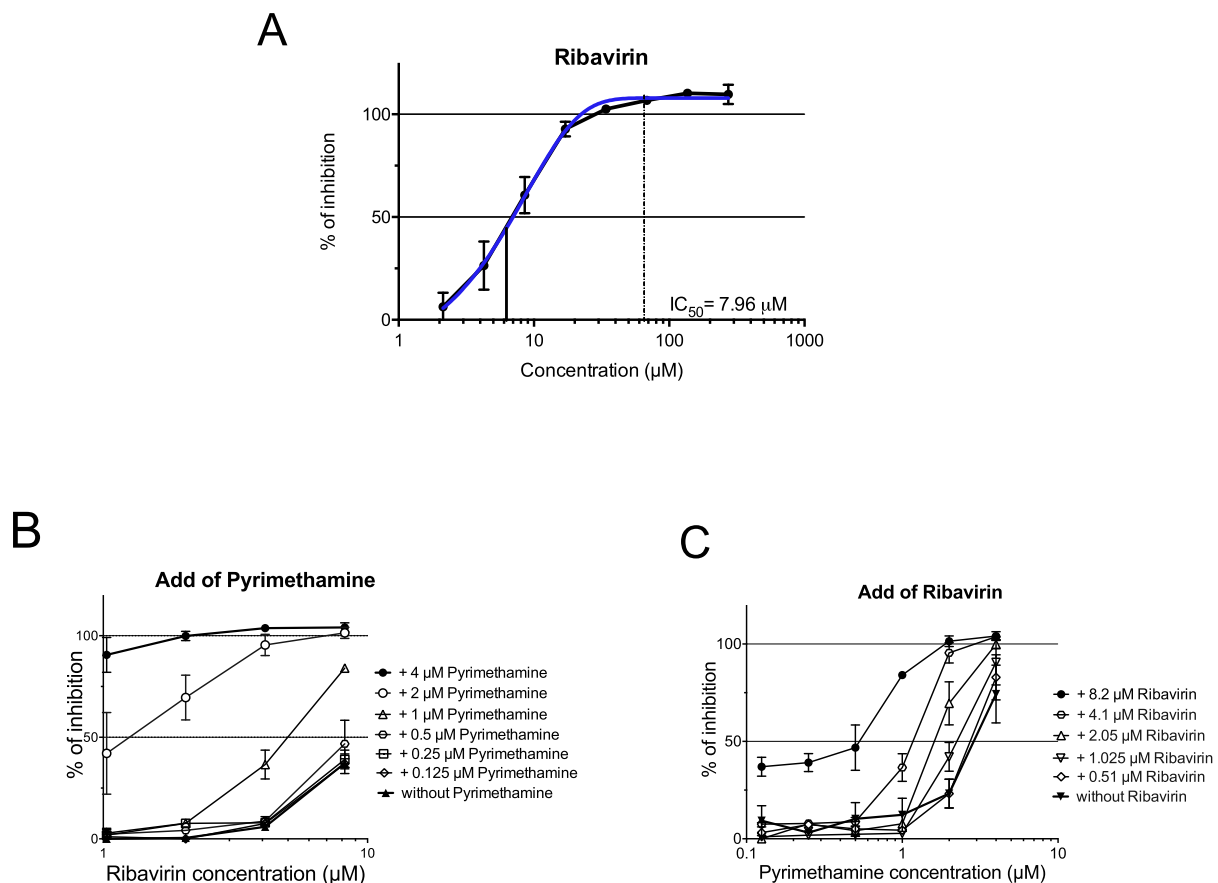 A
Ribavirin
% of inhibition
100
50
0
IC50= 7.96 µM
1 10 100 1000
Concentration (µM)
B
Add of Pyrimethamine
% of inhibition
100
50
0
1 10
Ribavirin concentration (µM)
+ 4 µM Pyrimethamine
+ 2 µM Pyrimethamine
+ 1 µM Pyrimethamine
+ 0.5 µM Pyrimethamine
+ 0.25 µM Pyrimethamine
+ 0.125 µM Pyrimethamine
without Pyrimethamine
C
Add of Ribavirin
% of inhibition
100
50
0
0.1 1 10
Pyrimethamine concentration (µM)
+ 8.2 µM Ribavirin
+ 4.1 µM Ribavirin
+ 2.05 µM Ribavirin
+ 1.025 µM Ribavirin
+ 0.51 µM Ribavirin
without Ribavirin